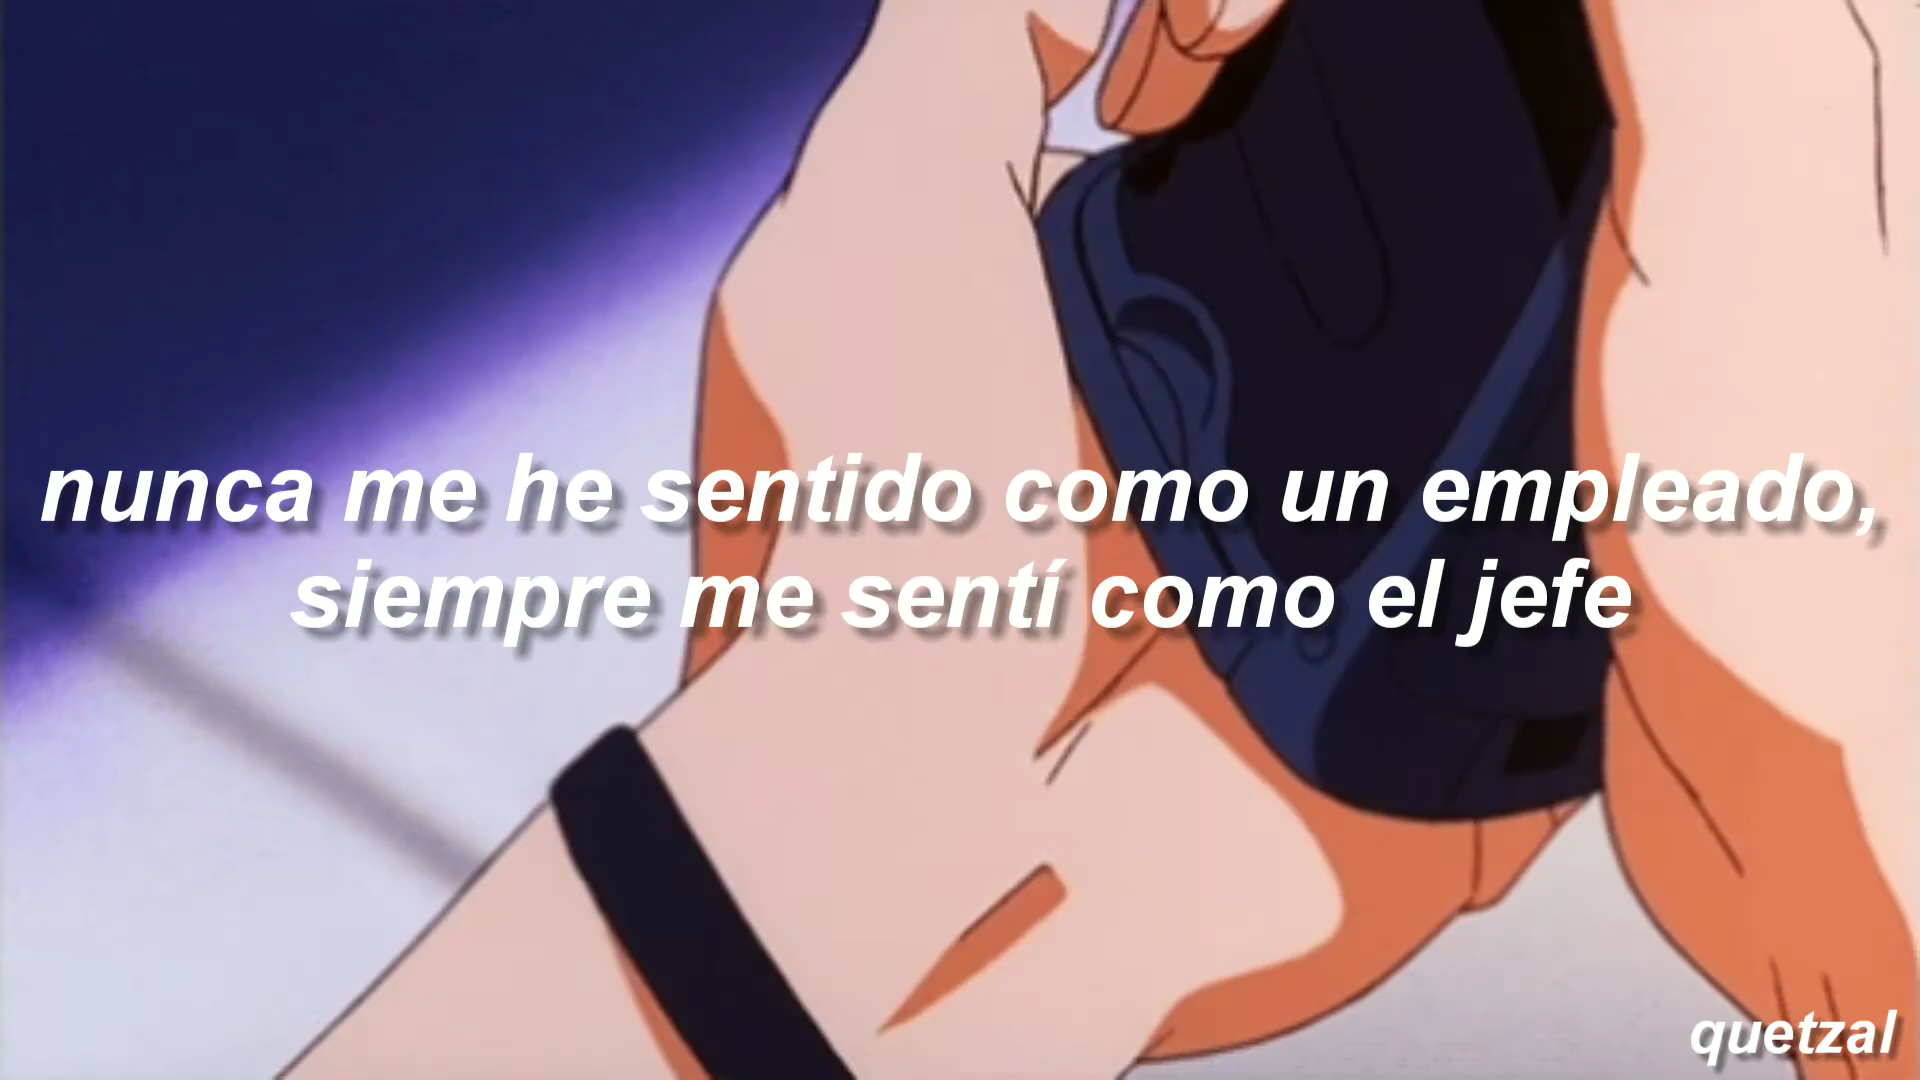 nunca me he sentido como un empleado,
siempre me sentí como el jefe
quetzal